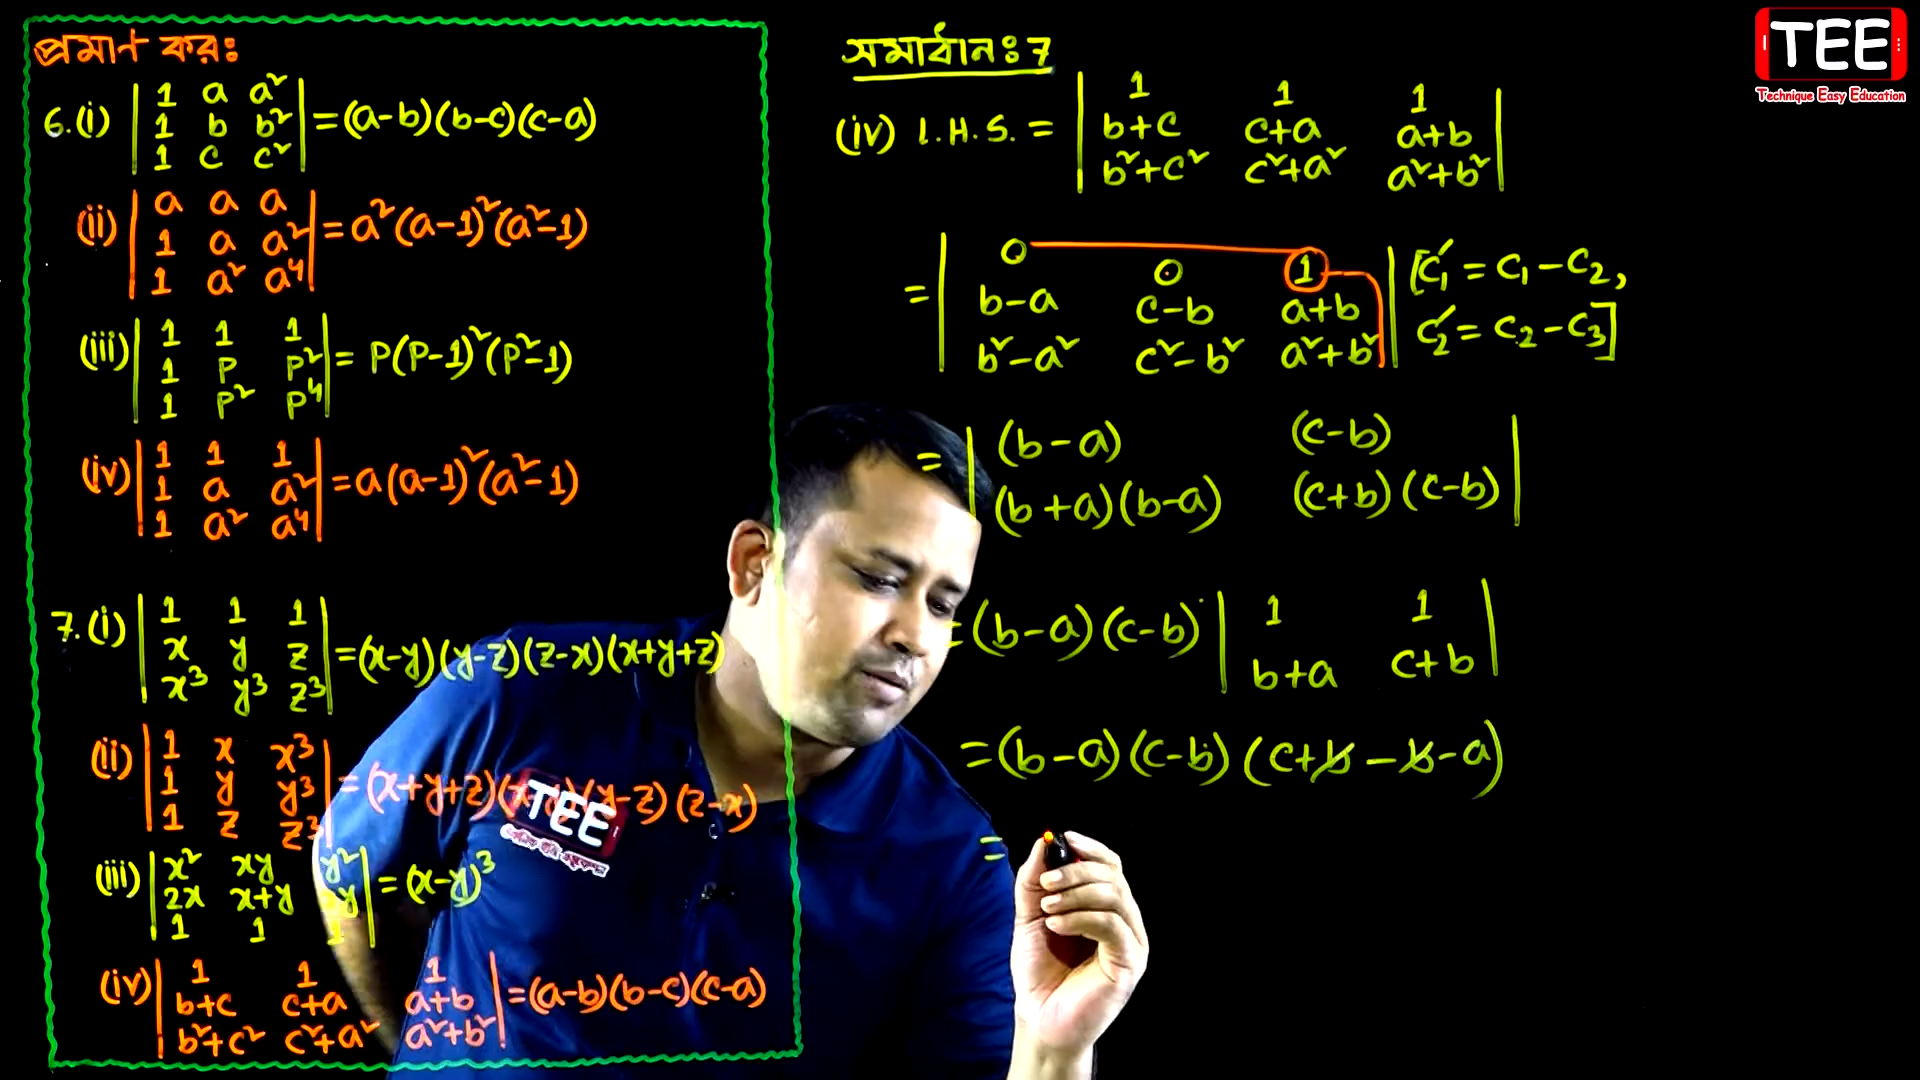 প্রমাণ করঃ
6.(i) | 1 a a² |
| 1 b b² | = (a-b)(b-c)(c-a)
| 1 c c² |
(ii) | a a a |
| 1 a a² | = a²(a-1)²(a²-1)
| 1 a² a⁴ |
(iii) | 1 1 1 |
| 1 P P² | = P(P-1)²(P²-1)
| 1 P² P⁴ |
(iv) | 1 1 1 |
| 1 a a² | = a(a-1)²(a²-1)
| 1 a² a⁴ |
7.(i) | 1 1 1 |
| x y z | = (x-y)(y-z)(z-x)(x+y+z)
| x³ y³ z³ |
(ii) | 1 x x³ |
| 1 y y³ | = (x+y+z)(x-y)(y-z)(z-x)
| 1 z z³ |
(iii) | x² xy y² |
| 2x x+y y | = (x-y)³
| 1 1 1 |
(iv) | 1 1 1 |
| b+c c+a a+b | = (a-b)(b-c)(c-a)
| b²+c² c²+a² a²+b² |
সমাধানঃ 7
(iv) L.H.S. = | 1 1 1 |
| b+c c+a a+b |
| b²+c² c²+a² a²+b² |
= | 0 0 1 | [C₁′ = C₁-C₂,
| b-a c-b a+b |
| b²-a² c²-b² a²+b² | C₂′ = C₂-C₃]
= | (b-a) (c-b) |
| (b+a)(b-a) (c+b)(c-b) |
= (b-a)(c-b) | 1 1 |
| b+a c+b |
= (b-a)(c-b)(c+b-b-a)
=
TEE
Technique Easy Education
TEE